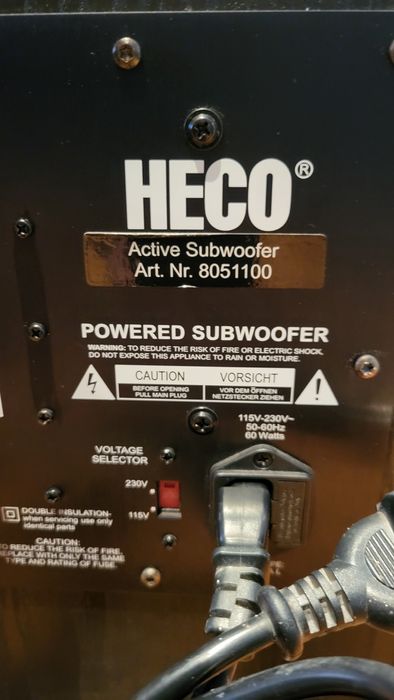 HECO®
Active Subwoofer
Art. Nr. 8051100
POWERED SUBWOOFER
WARNING: TO REDUCE THE RISK OF FIRE OR ELECTRIC SHOCK,
DO NOT EXPOSE THIS APPLIANCE TO RAIN OR MOISTURE.
CAUTION VORSICHT
BEFORE OPENING VOR DEM ÖFFNEN
PULL MAIN PLUG NETZSTECKER ZIEHEN
115V-230V~
50-60Hz
60 Watts
VOLTAGE
SELECTOR
230V
115V
DOUBLE INSULATION-
when servicing use only
identical parts
CAUTION:
TO REDUCE THE RISK OF FIRE,
REPLACE WITH ONLY THE SAME
TYPE AND RATING OF FUSE.